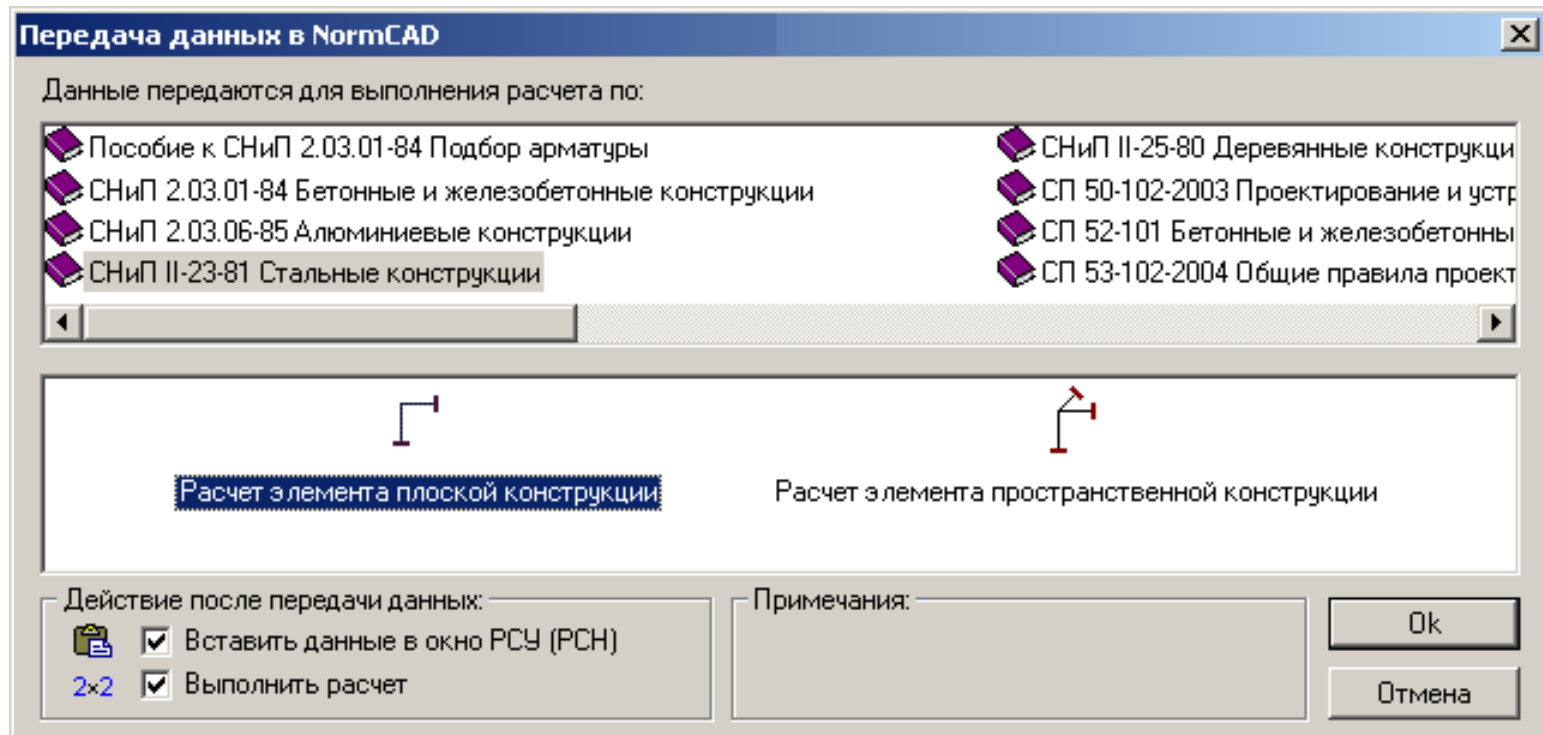 Передача данных в NormCAD
Данные передаются для выполнения расчета по:
Пособие к СНиП 2.03.01-84 Подбор арматуры
СНиП 2.03.01-84 Бетонные и железобетонные конструкции
СНиП 2.03.06-85 Алюминиевые конструкции
СНиП II-23-81 Стальные конструкции
СНиП II-25-80 Деревянные конструкци
СП 50-102-2003 Проектирование и устр
СП 52-101 Бетонные и железобетонны
СП 53-102-2004 Общие правила проект
Расчет элемента плоской конструкции
Расчет элемента пространственной конструкции
Действие после передачи данных:
Вставить данные в окно РСУ (РСН)
2×2 Выполнить расчет
Примечания:
Ok
Отмена